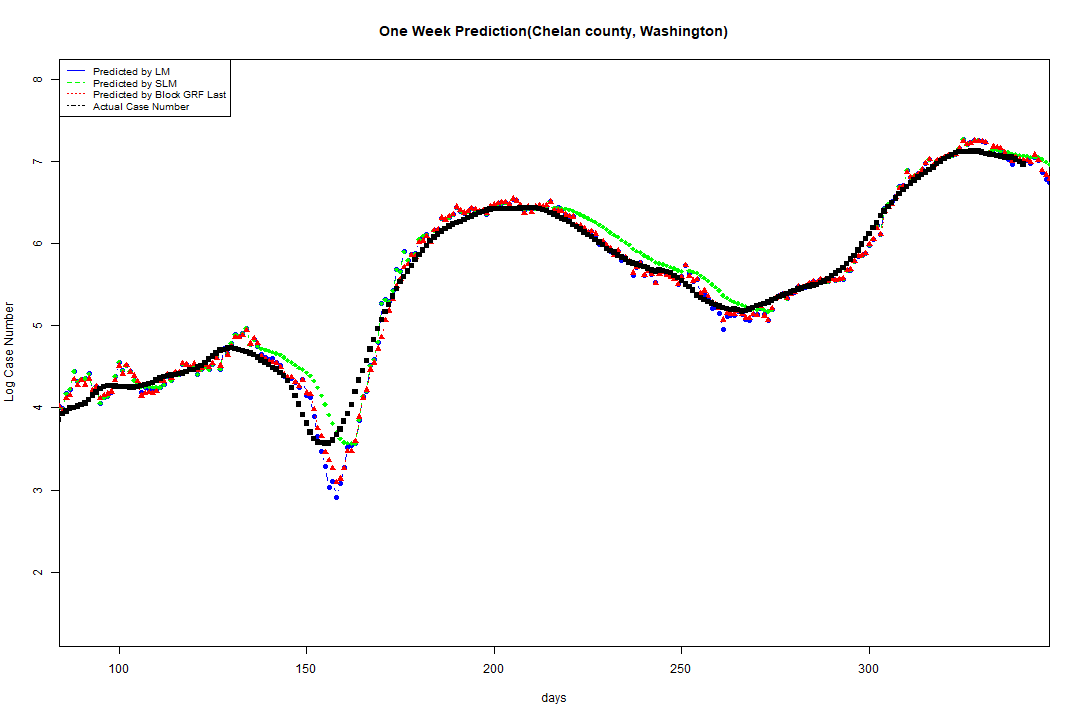 One Week Prediction(Chelan county, Washington)
Predicted by LM
Predicted by SLM
Predicted by Block GRF Last
Actual Case Number
8
7
6
5
4
3
2
Log Case Number
100 150 200 250 300
days